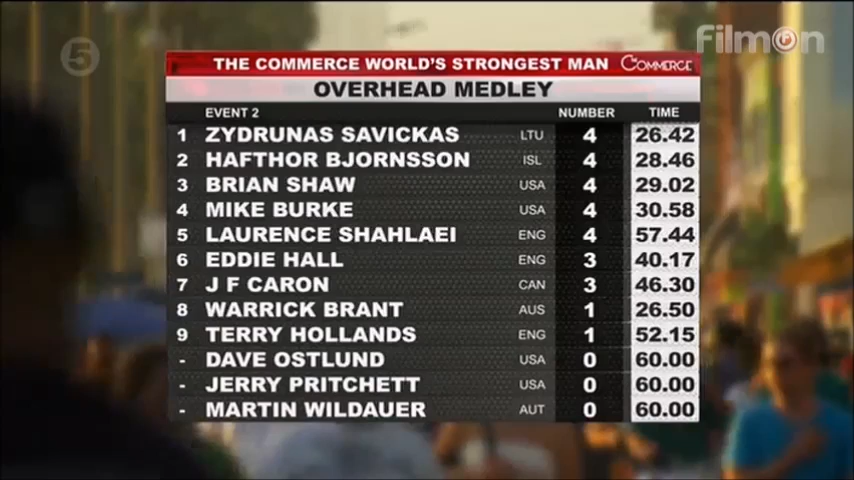 5
FilmOn
THE COMMERCE WORLD'S STRONGEST MAN COMMERCE
OVERHEAD MEDLEY
EVENT 2 NUMBER TIME
1 ZYDRUNAS SAVICKAS LTU 4 26.42
2 HAFTHOR BJORNSSON ISL 4 28.46
3 BRIAN SHAW USA 4 29.02
4 MIKE BURKE USA 4 30.58
5 LAURENCE SHAHLAEI ENG 4 57.44
6 EDDIE HALL ENG 3 40.17
7 J F CARON CAN 3 46.30
8 WARRICK BRANT AUS 1 26.50
9 TERRY HOLLANDS ENG 1 52.15
- DAVE OSTLUND USA 0 60.00
- JERRY PRITCHETT USA 0 60.00
- MARTIN WILDAUER AUT 0 60.00